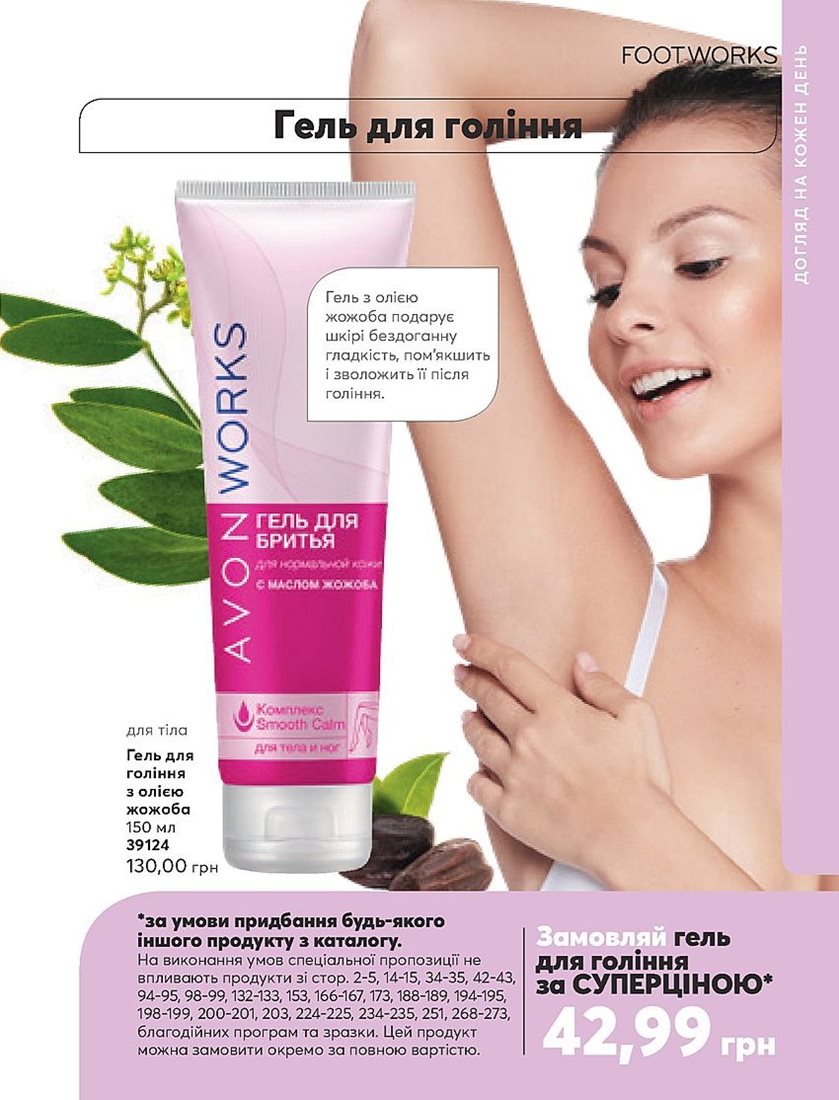 FOOTWORKS
ДОГЛЯД НА КОЖЕН ДЕНЬ
Гель для гоління
Гель з олією
жожоба подарує
шкірі бездоганну
гладкість, пом'якшить
і зволожить її після
гоління.
AVON WORKS
ГЕЛЬ ДЛЯ
БРИТЬЯ
для нормальной кожи
С МАСЛОМ ЖОЖОБА
Комплекс
Smooth Calm
для тела и ног
для тіла
Гель для
гоління
з олією
жожоба
150 мл
39124
130,00 грн
*за умови придбання будь-якого
іншого продукту з каталогу.
На виконання умов спеціальної пропозиції не
впливають продукти зі стор. 2-5, 14-15, 34-35, 42-43,
94-95, 98-99, 132-133, 153, 166-167, 173, 188-189, 194-195,
198-199, 200-201, 203, 224-225, 234-235, 251, 268-273,
благодійних програм та зразки. Цей продукт
можна замовити окремо за повною вартістю.
Замовляй гель
для гоління
за СУПЕРЦІНОЮ*
42,99 грн